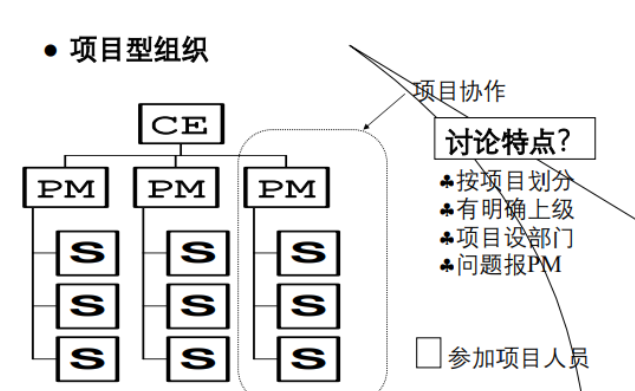 ● 项目型组织
项目协作
CE
讨论特点?
PM PM PM
♣按项目划分
♣有明确上级
♣项目设部门
♣问题报PM
S S S
S S S
S S S
参加项目人员